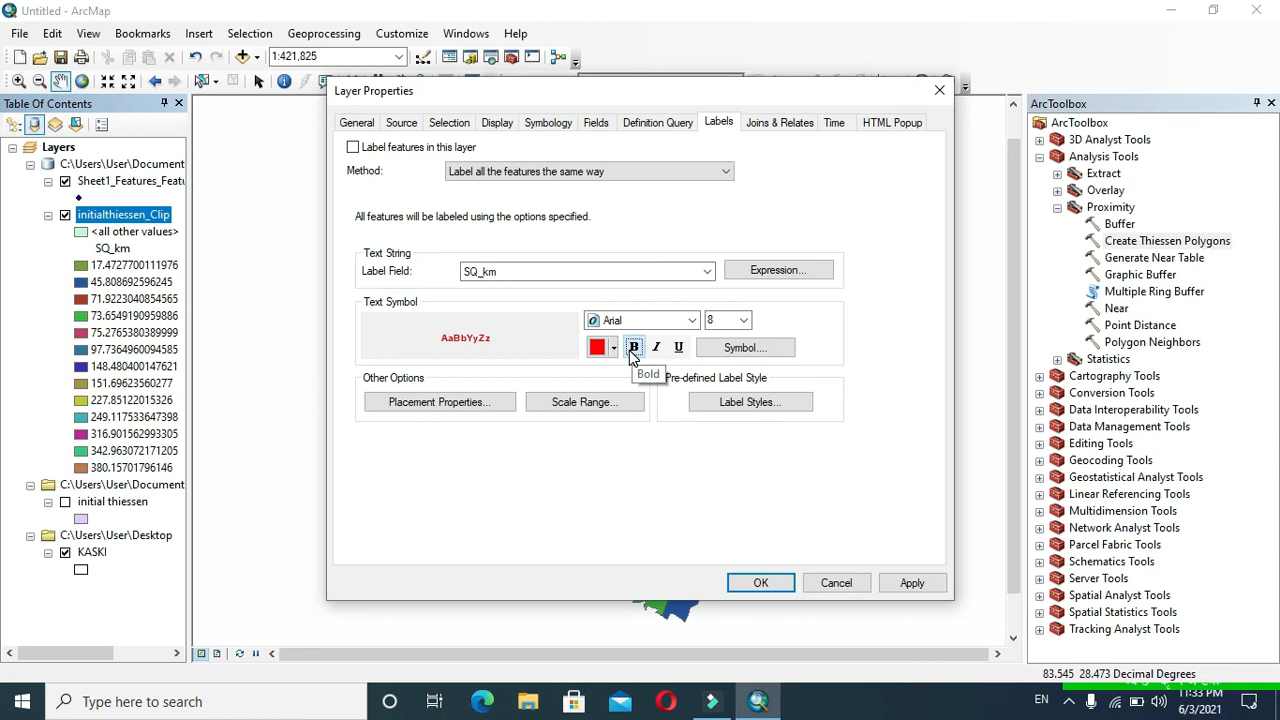 Untitled - ArcMap
File Edit View Bookmarks Insert Selection Geoprocessing Customize Windows Help
1:421,825
Table Of Contents
Layers
C:\Users\User\Document
Sheet1_Features_Featu
initialthiessen_Clip
<all other values>
SQ_km
17.4727700111976
45.808692596245
71.9223040854565
73.6549190959886
75.2765380389999
97.7364960090585
148.480400147621
151.69623560277
227.85122015326
249.117533647398
316.901562993305
342.963072171205
380.15701796146
C:\Users\User\Document
initial thiessen
C:\Users\User\Desktop
KASKI
Layer Properties
General Source Selection Display Symbology Fields Definition Query Labels Joins & Relates Time HTML Popup
Label features in this layer
Method: Label all the features the same way
All features will be labeled using the options specified.
Text String
Label Field: SQ_km Expression...
Text Symbol
AaBbYyZz
Arial 8
B I U Symbol....
Bold
Other Options
Placement Properties... Scale Range...
Pre-defined Label Style
Label Styles...
OK Cancel Apply
ArcToolbox
ArcToolbox
3D Analyst Tools
Analysis Tools
Extract
Overlay
Proximity
Buffer
Create Thiessen Polygons
Generate Near Table
Graphic Buffer
Multiple Ring Buffer
Near
Point Distance
Polygon Neighbors
Statistics
Cartography Tools
Conversion Tools
Data Interoperability Tools
Data Management Tools
Editing Tools
Geocoding Tools
Geostatistical Analyst Tools
Linear Referencing Tools
Multidimension Tools
Network Analyst Tools
Parcel Fabric Tools
Schematics Tools
Server Tools
Spatial Analyst Tools
Spatial Statistics Tools
Tracking Analyst Tools
83.545 28.473 Decimal Degrees
Type here to search
EN
11:33 PM
6/3/2021